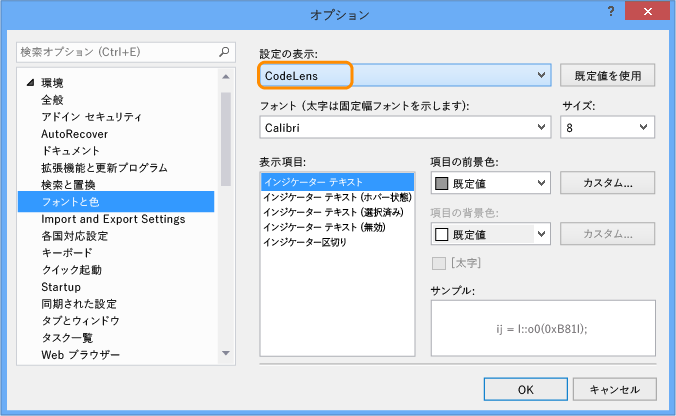 オプション
?
検索オプション (Ctrl+E)
環境
全般
アドイン セキュリティ
AutoRecover
ドキュメント
拡張機能と更新プログラム
検索と置換
フォントと色
Import and Export Settings
各国対応設定
キーボード
クイック起動
Startup
同期された設定
タブとウィンドウ
タスク一覧
Web ブラウザー
設定の表示:
CodeLens
既定値を使用
フォント (太字は固定幅フォントを示します):
サイズ:
Calibri
8
表示項目:
インジケーター テキスト
インジケーター テキスト (ホバー状態)
インジケーター テキスト (選択済み)
インジケーター テキスト (無効)
インジケーター区切り
項目の前景色:
既定値
カスタム...
項目の背景色:
既定値
カスタム...
[太字]
サンプル:
ij = I::o0(0xB81l);
OK
キャンセル